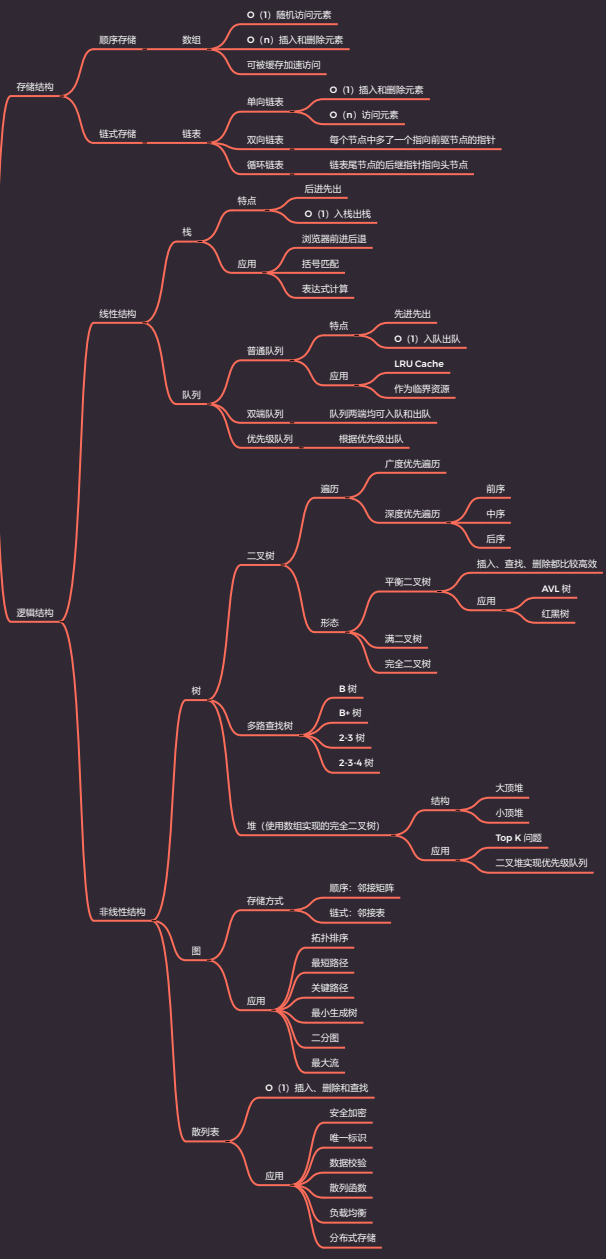 存储结构
顺序存储
数组
O（1）随机访问元素
O（n）插入和删除元素
可被缓存加速访问
链式存储
链表
单向链表
O（1）插入和删除元素
O（n）访问元素
双向链表
每个节点中多了一个指向前驱节点的指针
循环链表
链表尾节点的后继指针指向头节点
逻辑结构
线性结构
栈
特点
后进先出
O（1）入栈出栈
应用
浏览器前进后退
括号匹配
表达式计算
队列
普通队列
特点
先进先出
O（1）入队出队
应用
LRU Cache
作为临界资源
双端队列
队列两端均可入队和出队
优先级队列
根据优先级出队
非线性结构
树
二叉树
遍历
广度优先遍历
深度优先遍历
前序
中序
后序
形态
平衡二叉树
插入、查找、删除都比较高效
应用
AVL 树
红黑树
满二叉树
完全二叉树
多路查找树
B 树
B+ 树
2-3 树
2-3-4 树
堆（使用数组实现的完全二叉树）
结构
大顶堆
小顶堆
应用
Top K 问题
二叉堆实现优先级队列
图
存储方式
顺序：邻接矩阵
链式：邻接表
应用
拓扑排序
最短路径
关键路径
最小生成树
二分图
最大流
散列表
O（1）插入、删除和查找
应用
安全加密
唯一标识
数据校验
散列函数
负载均衡
分布式存储